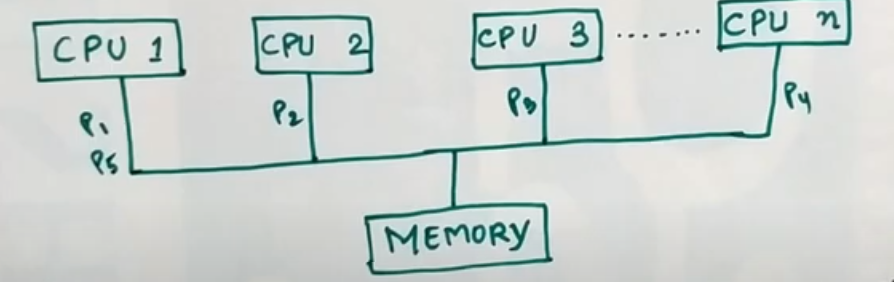 CPU 1
CPU 2
CPU 3 .......
CPU n
P1
P2
P3
P4
P5
MEMORY